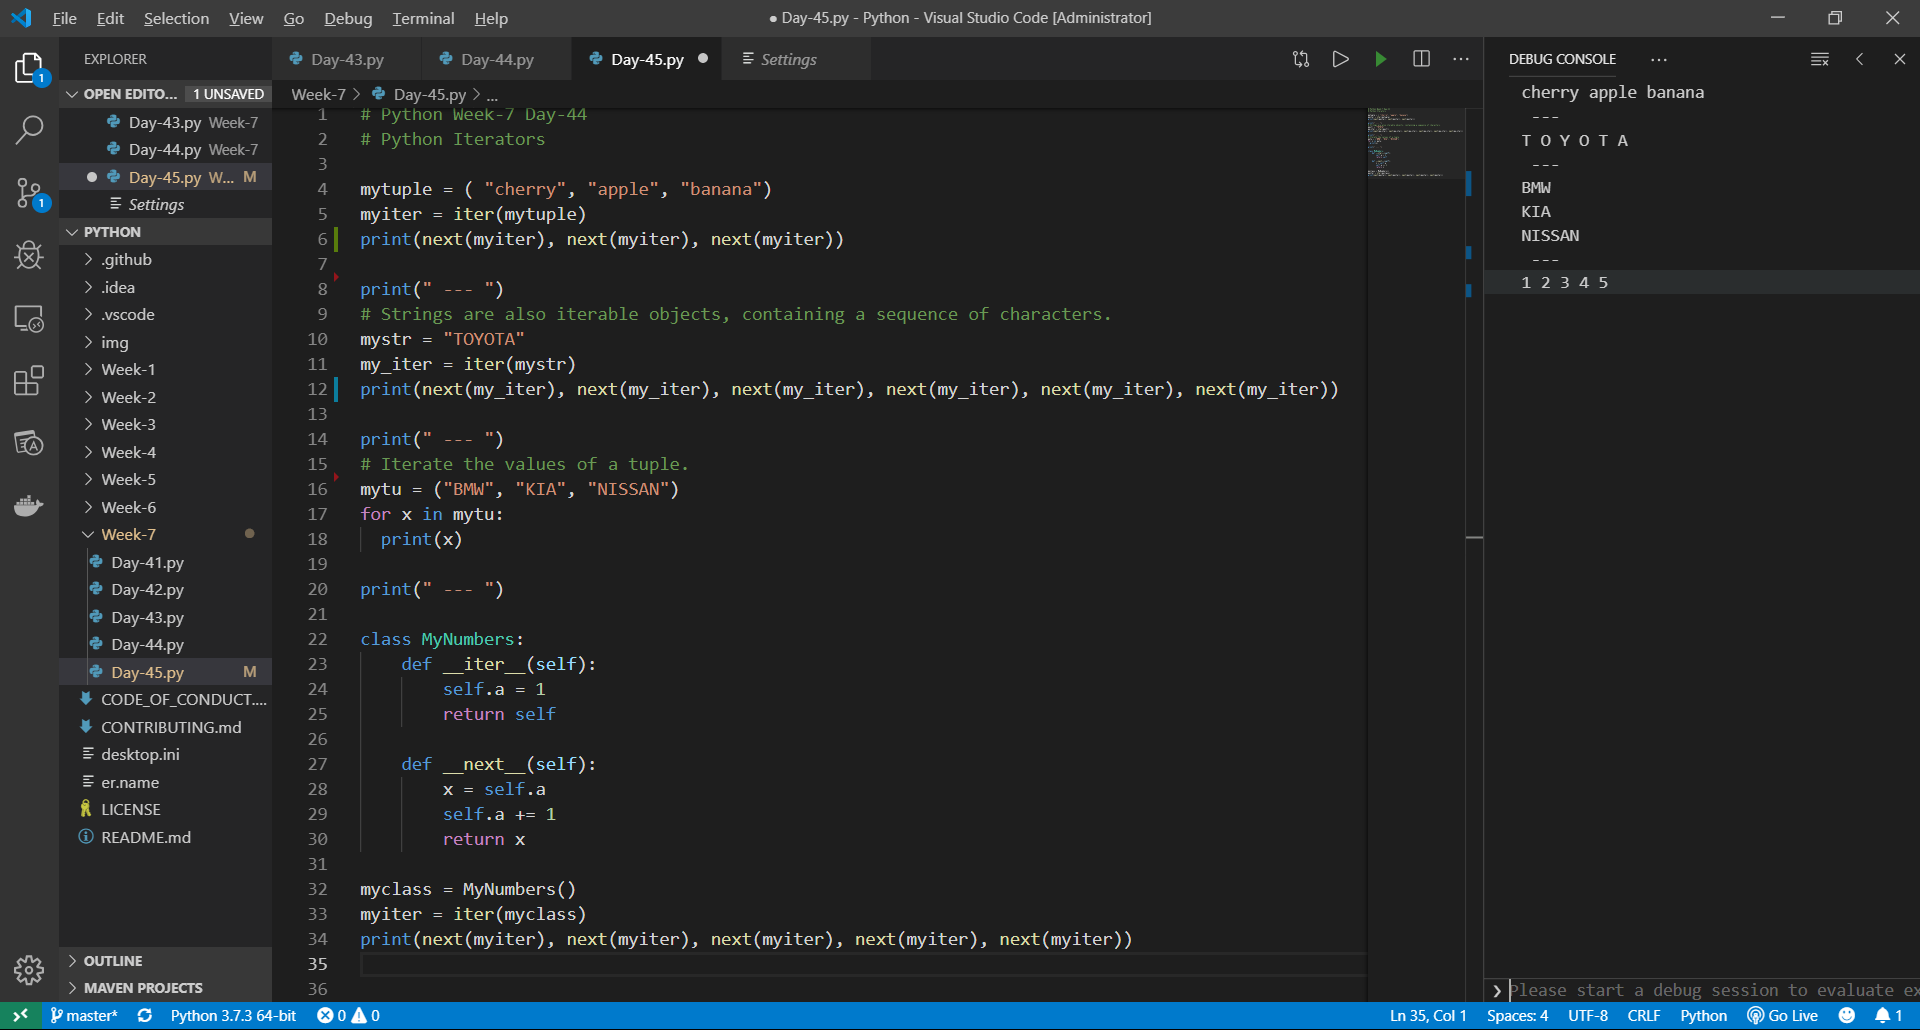 File Edit Selection View Go Debug Terminal Help
● Day-45.py - Python - Visual Studio Code [Administrator]
EXPLORER
OPEN EDITO... 1 UNSAVED
Day-43.py Week-7
Day-44.py Week-7
Day-45.py W... M
Settings
PYTHON
.github
.idea
.vscode
img
Week-1
Week-2
Week-3
Week-4
Week-5
Week-6
Week-7
Day-41.py
Day-42.py
Day-43.py
Day-44.py
Day-45.py M
CODE_OF_CONDUCT....
CONTRIBUTING.md
desktop.ini
er.name
LICENSE
README.md
OUTLINE
MAVEN PROJECTS
Day-43.py Day-44.py Day-45.py Settings
Week-7 > Day-45.py > ...
1 # Python Week-7 Day-44
2 # Python Iterators
3
4 mytuple = ( "cherry", "apple", "banana")
5 myiter = iter(mytuple)
6 print(next(myiter), next(myiter), next(myiter))
7
8 print(" --- ")
9 # Strings are also iterable objects, containing a sequence of characters.
10 mystr = "TOYOTA"
11 my_iter = iter(mystr)
12 print(next(my_iter), next(my_iter), next(my_iter), next(my_iter), next(my_iter), next(my_iter))
13
14 print(" --- ")
15 # Iterate the values of a tuple.
16 mytu = ("BMW", "KIA", "NISSAN")
17 for x in mytu:
18   print(x)
19
20 print(" --- ")
21
22 class MyNumbers:
23     def __iter__(self):
24         self.a = 1
25         return self
26
27     def __next__(self):
28         x = self.a
29         self.a += 1
30         return x
31
32 myclass = MyNumbers()
33 myiter = iter(myclass)
34 print(next(myiter), next(myiter), next(myiter), next(myiter), next(myiter))
35
36
DEBUG CONSOLE
cherry apple banana
---
T O Y O T A
---
BMW
KIA
NISSAN
---
1 2 3 4 5
Please start a debug session to evaluate ex
1
1
master* Python 3.7.3 64-bit 0 0 Ln 35, Col 1 Spaces: 4 UTF-8 CRLF Python Go Live 1